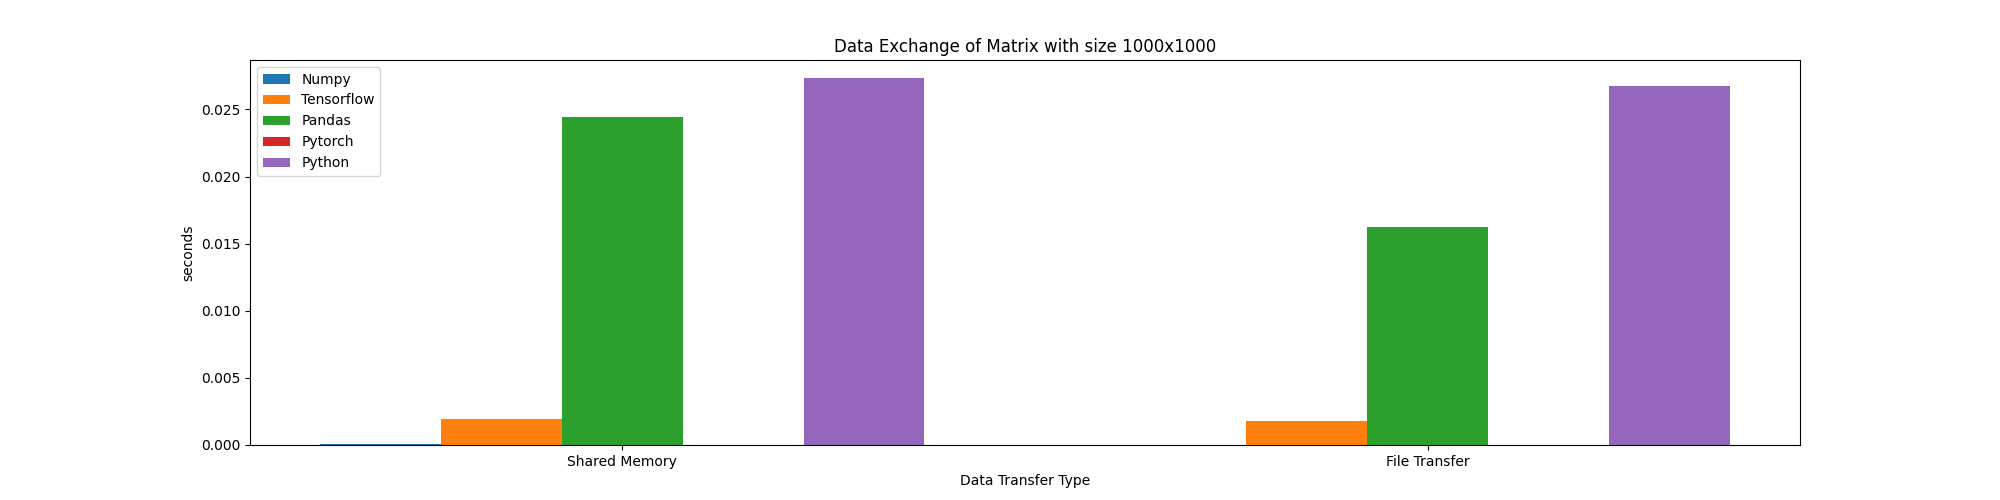 Data Exchange of Matrix with size 1000x1000
Numpy
Tensorflow
Pandas
Pytorch
Python
0.025
0.020
0.015
0.010
0.005
0.000
seconds
Shared Memory
File Transfer
Data Transfer Type